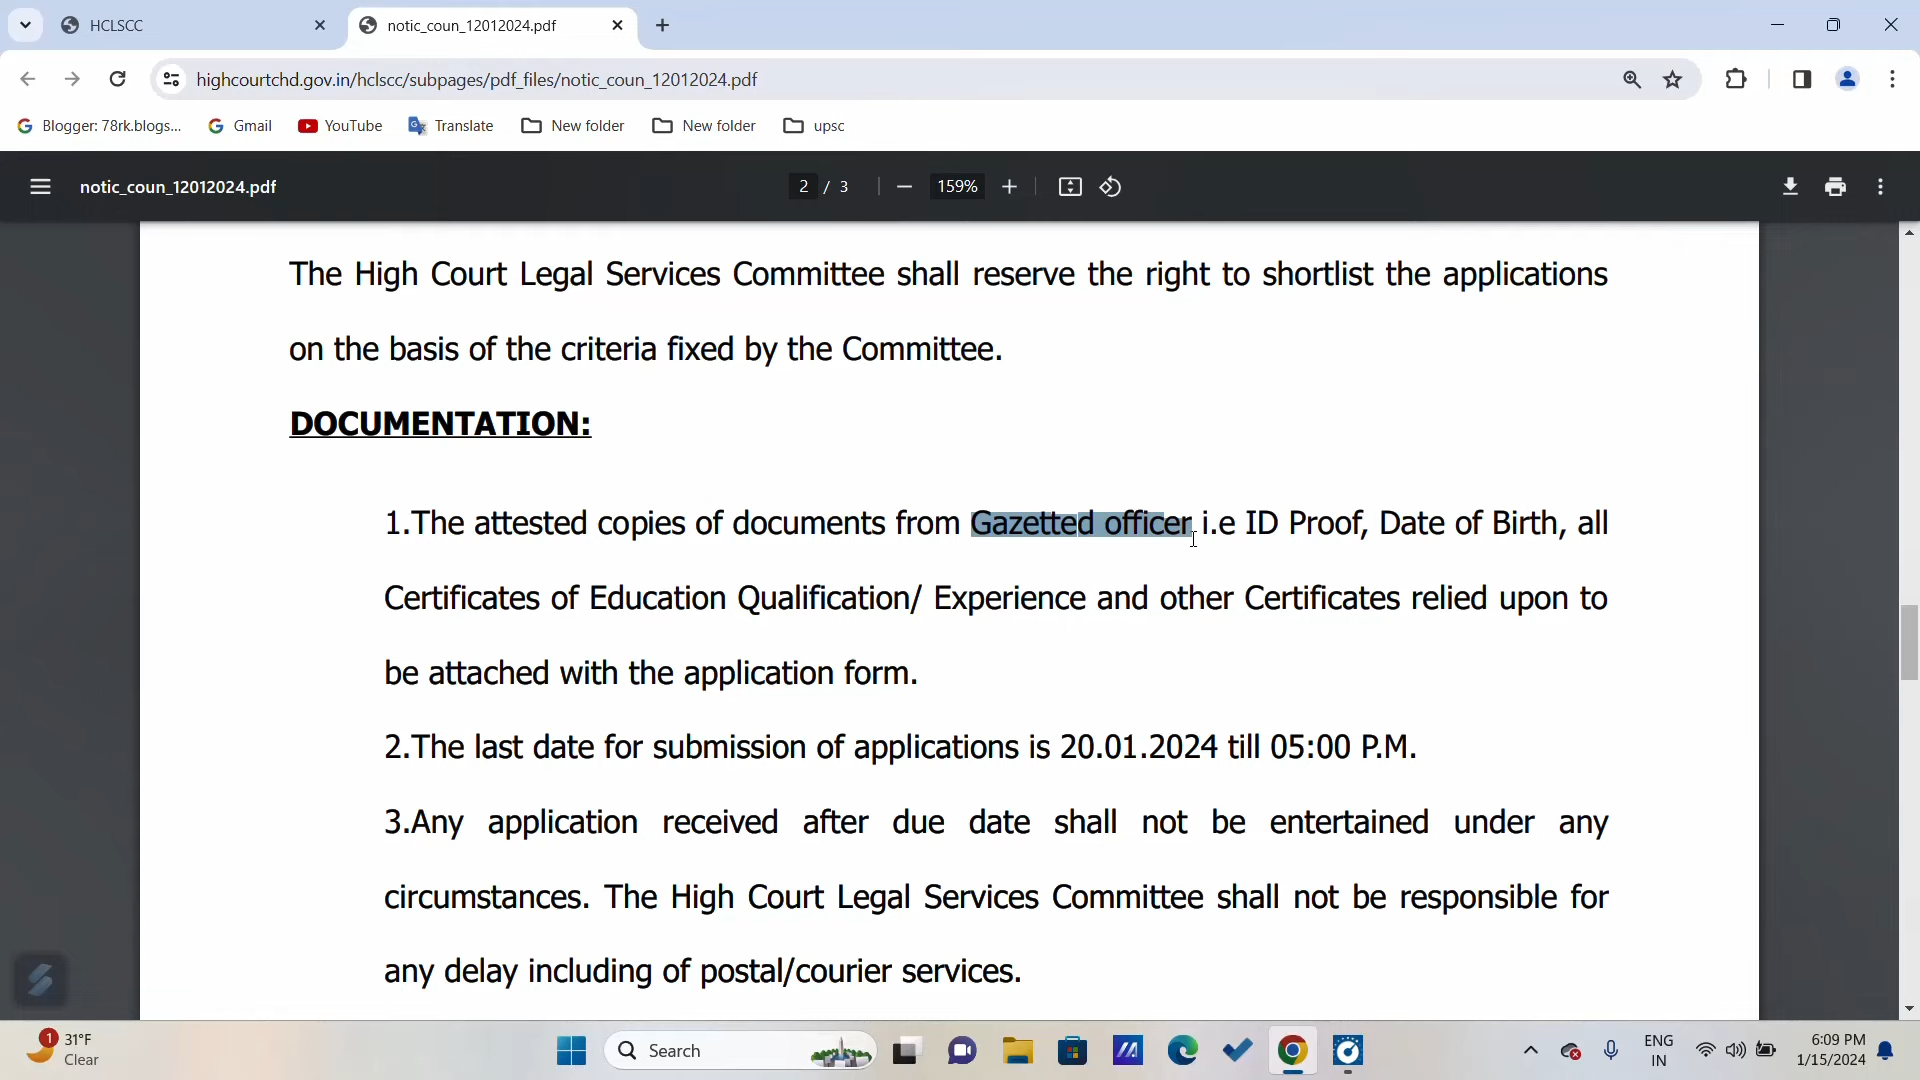 HCLSCC
notic_coun_12012024.pdf
highcourtchd.gov.in/hclscc/subpages/pdf_files/notic_coun_12012024.pdf
Blogger: 78rk.blogs...
Gmail
YouTube
Translate
New folder
New folder
upsc
notic_coun_12012024.pdf
2 / 3
159%
The High Court Legal Services Committee shall reserve the right to shortlist the applications
on the basis of the criteria fixed by the Committee.
DOCUMENTATION:
1.The attested copies of documents from Gazetted officer i.e ID Proof, Date of Birth, all
Certificates of Education Qualification/ Experience and other Certificates relied upon to
be attached with the application form.
2.The last date for submission of applications is 20.01.2024 till 05:00 P.M.
3.Any application received after due date shall not be entertained under any
circumstances. The High Court Legal Services Committee shall not be responsible for
any delay including of postal/courier services.
1
31°F
Clear
Search
ENG
IN
6:09 PM
1/15/2024